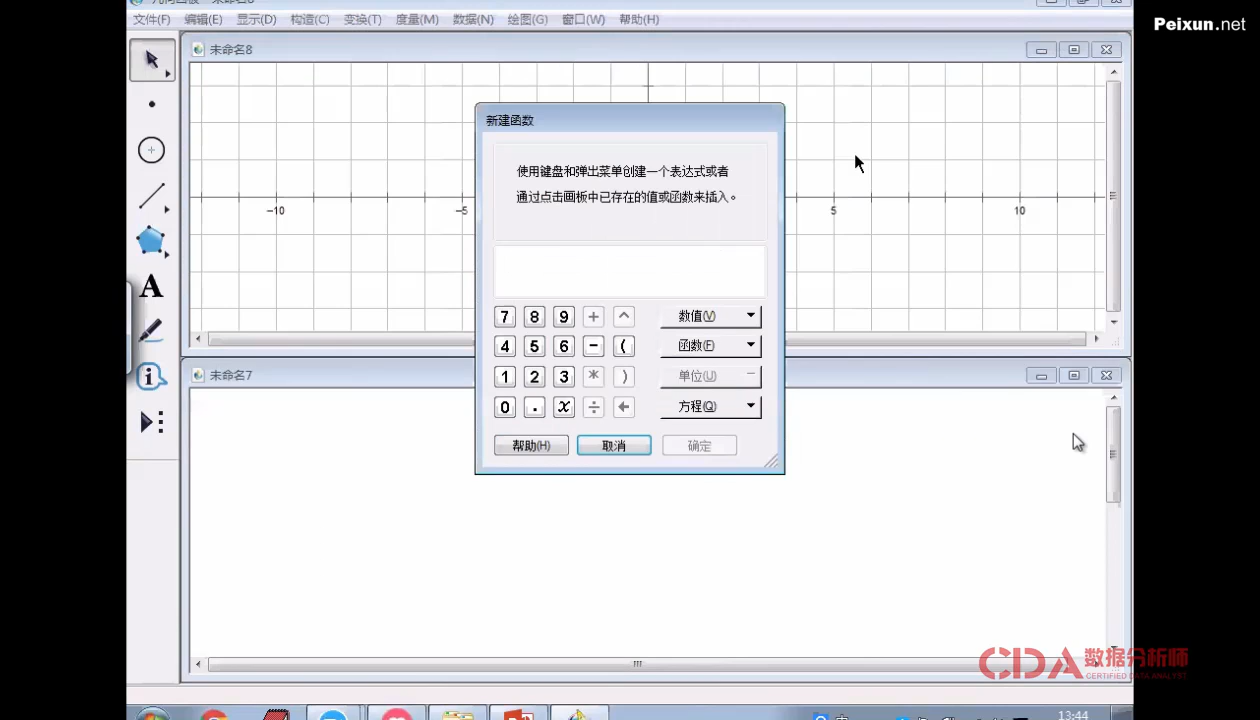 Peixun.net
文件(F) 编辑(E) 显示(D) 构造(C) 变换(T) 度量(M) 数据(N) 绘图(G) 窗口(W) 帮助(H)
未命名8
-10
-5
5
10
新建函数
使用键盘和弹出菜单创建一个表达式或者
通过点击画板中已存在的值或函数来插入。
7 8 9 + ^ 数值(V)
4 5 6 - ( 函数(F)
1 2 3 * ) 单位(U)
0 . x ÷ ← 方程(Q)
帮助(H) 取消 确定
A
未命名7
CDA 数据分析师
CERTIFIED DATA ANALYST
13:44